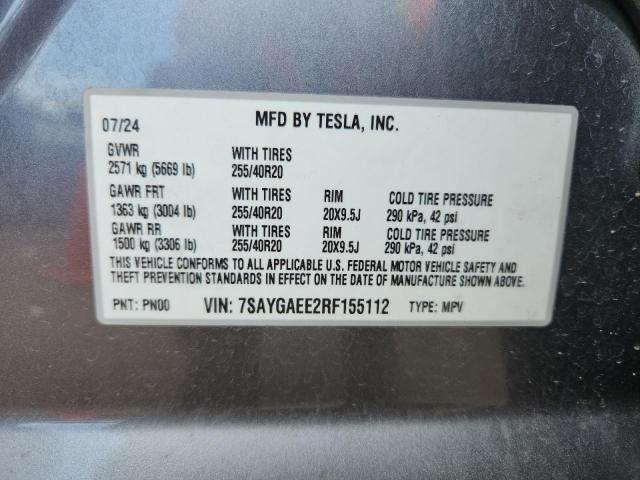 07/24 MFD BY TESLA, INC.
GVWR WITH TIRES
2571 kg (5669 lb) 255/40R20
GAWR FRT WITH TIRES RIM COLD TIRE PRESSURE
1363 kg (3004 lb) 255/40R20 20X9.5J 290 kPa, 42 psi
GAWR RR WITH TIRES RIM COLD TIRE PRESSURE
1500 kg (3306 lb) 255/40R20 20X9.5J 290 kPa, 42 psi
THIS VEHICLE CONFORMS TO ALL APPLICABLE U.S. FEDERAL MOTOR VEHICLE SAFETY AND
THEFT PREVENTION STANDARDS IN EFFECT ON THE DATE OF MANUFACTURE SHOWN ABOVE.
PNT: PN00 VIN: 7SAYGAEE2RF155112 TYPE: MPV